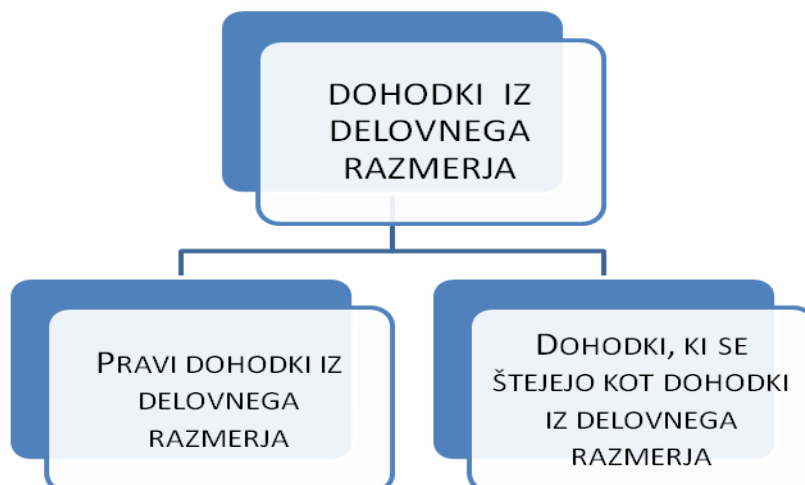 DOHODKI IZ
DELOVNEGA
RAZMERJA
PRAVI DOHODKI IZ
DELOVNEGA
RAZMERJA
DOHODKI, KI SE
ŠTEJEJO KOT DOHODKI
IZ DELOVNEGA
RAZMERJA